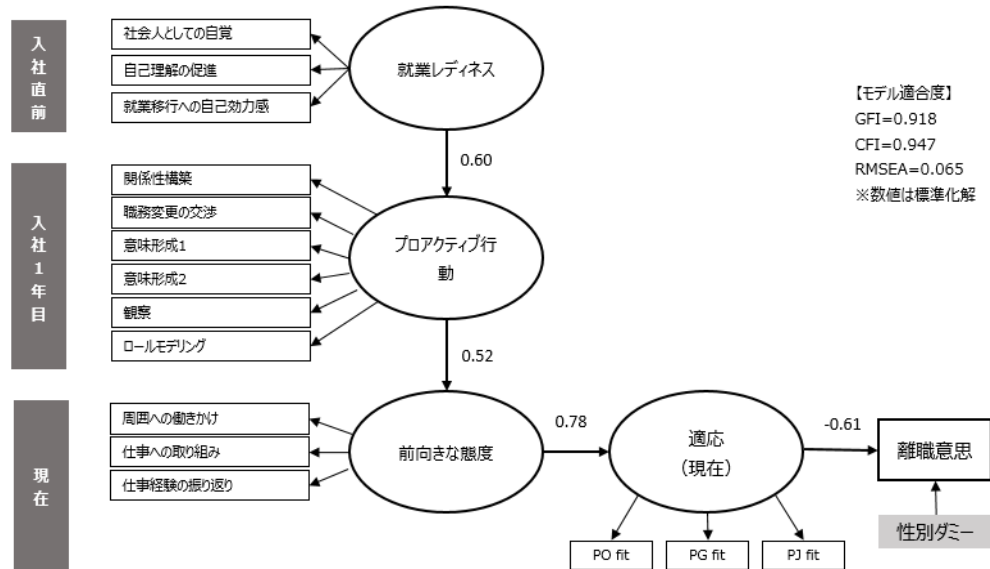 入社直前
社会人としての自覚
自己理解の促進
就業移行への自己効力感
就業レディネス
【モデル適合度】
GFI=0.918
CFI=0.947
RMSEA=0.065
※数値は標準化解
0.60
入社1年目
関係性構築
職務変更の交渉
意味形成1
意味形成2
観察
ロールモデリング
プロアクティブ行
動
0.52
現在
周囲への働きかけ
仕事への取り組み
仕事経験の振り返り
前向きな態度
0.78
適応
（現在）
-0.61
離職意思
性別ダミー
PO fit
PG fit
PJ fit